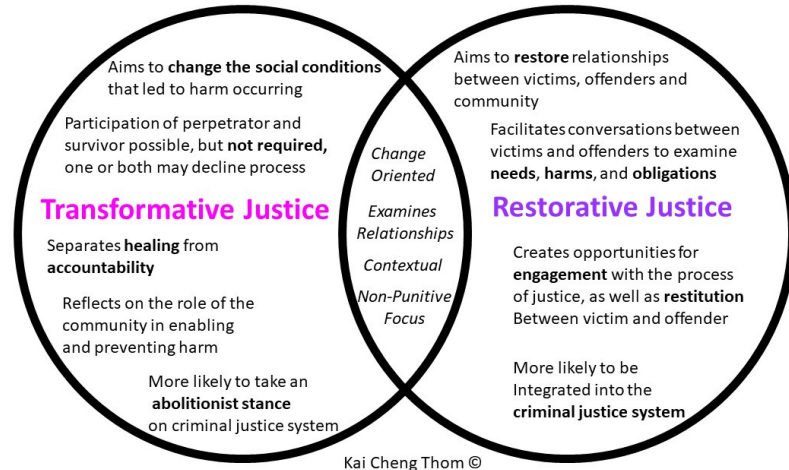 Aims to change the social conditions
that led to harm occurring
Participation of perpetrator and
survivor possible, but not required,
one or both may decline process
Transformative Justice
Separates healing from
accountability
Reflects on the role of the
community in enabling
and preventing harm
More likely to take an
abolitionist stance
on criminal justice system
Change
Oriented
Examines
Relationships
Contextual
Non-Punitive
Focus
Aims to restore relationships
between victims, offenders and
community
Facilitates conversations between
victims and offenders to examine
needs, harms, and obligations
Restorative Justice
Creates opportunities for
engagement with the process
of justice, as well as restitution
Between victim and offender
More likely to be
Integrated into the
criminal justice system
Kai Cheng Thom ©